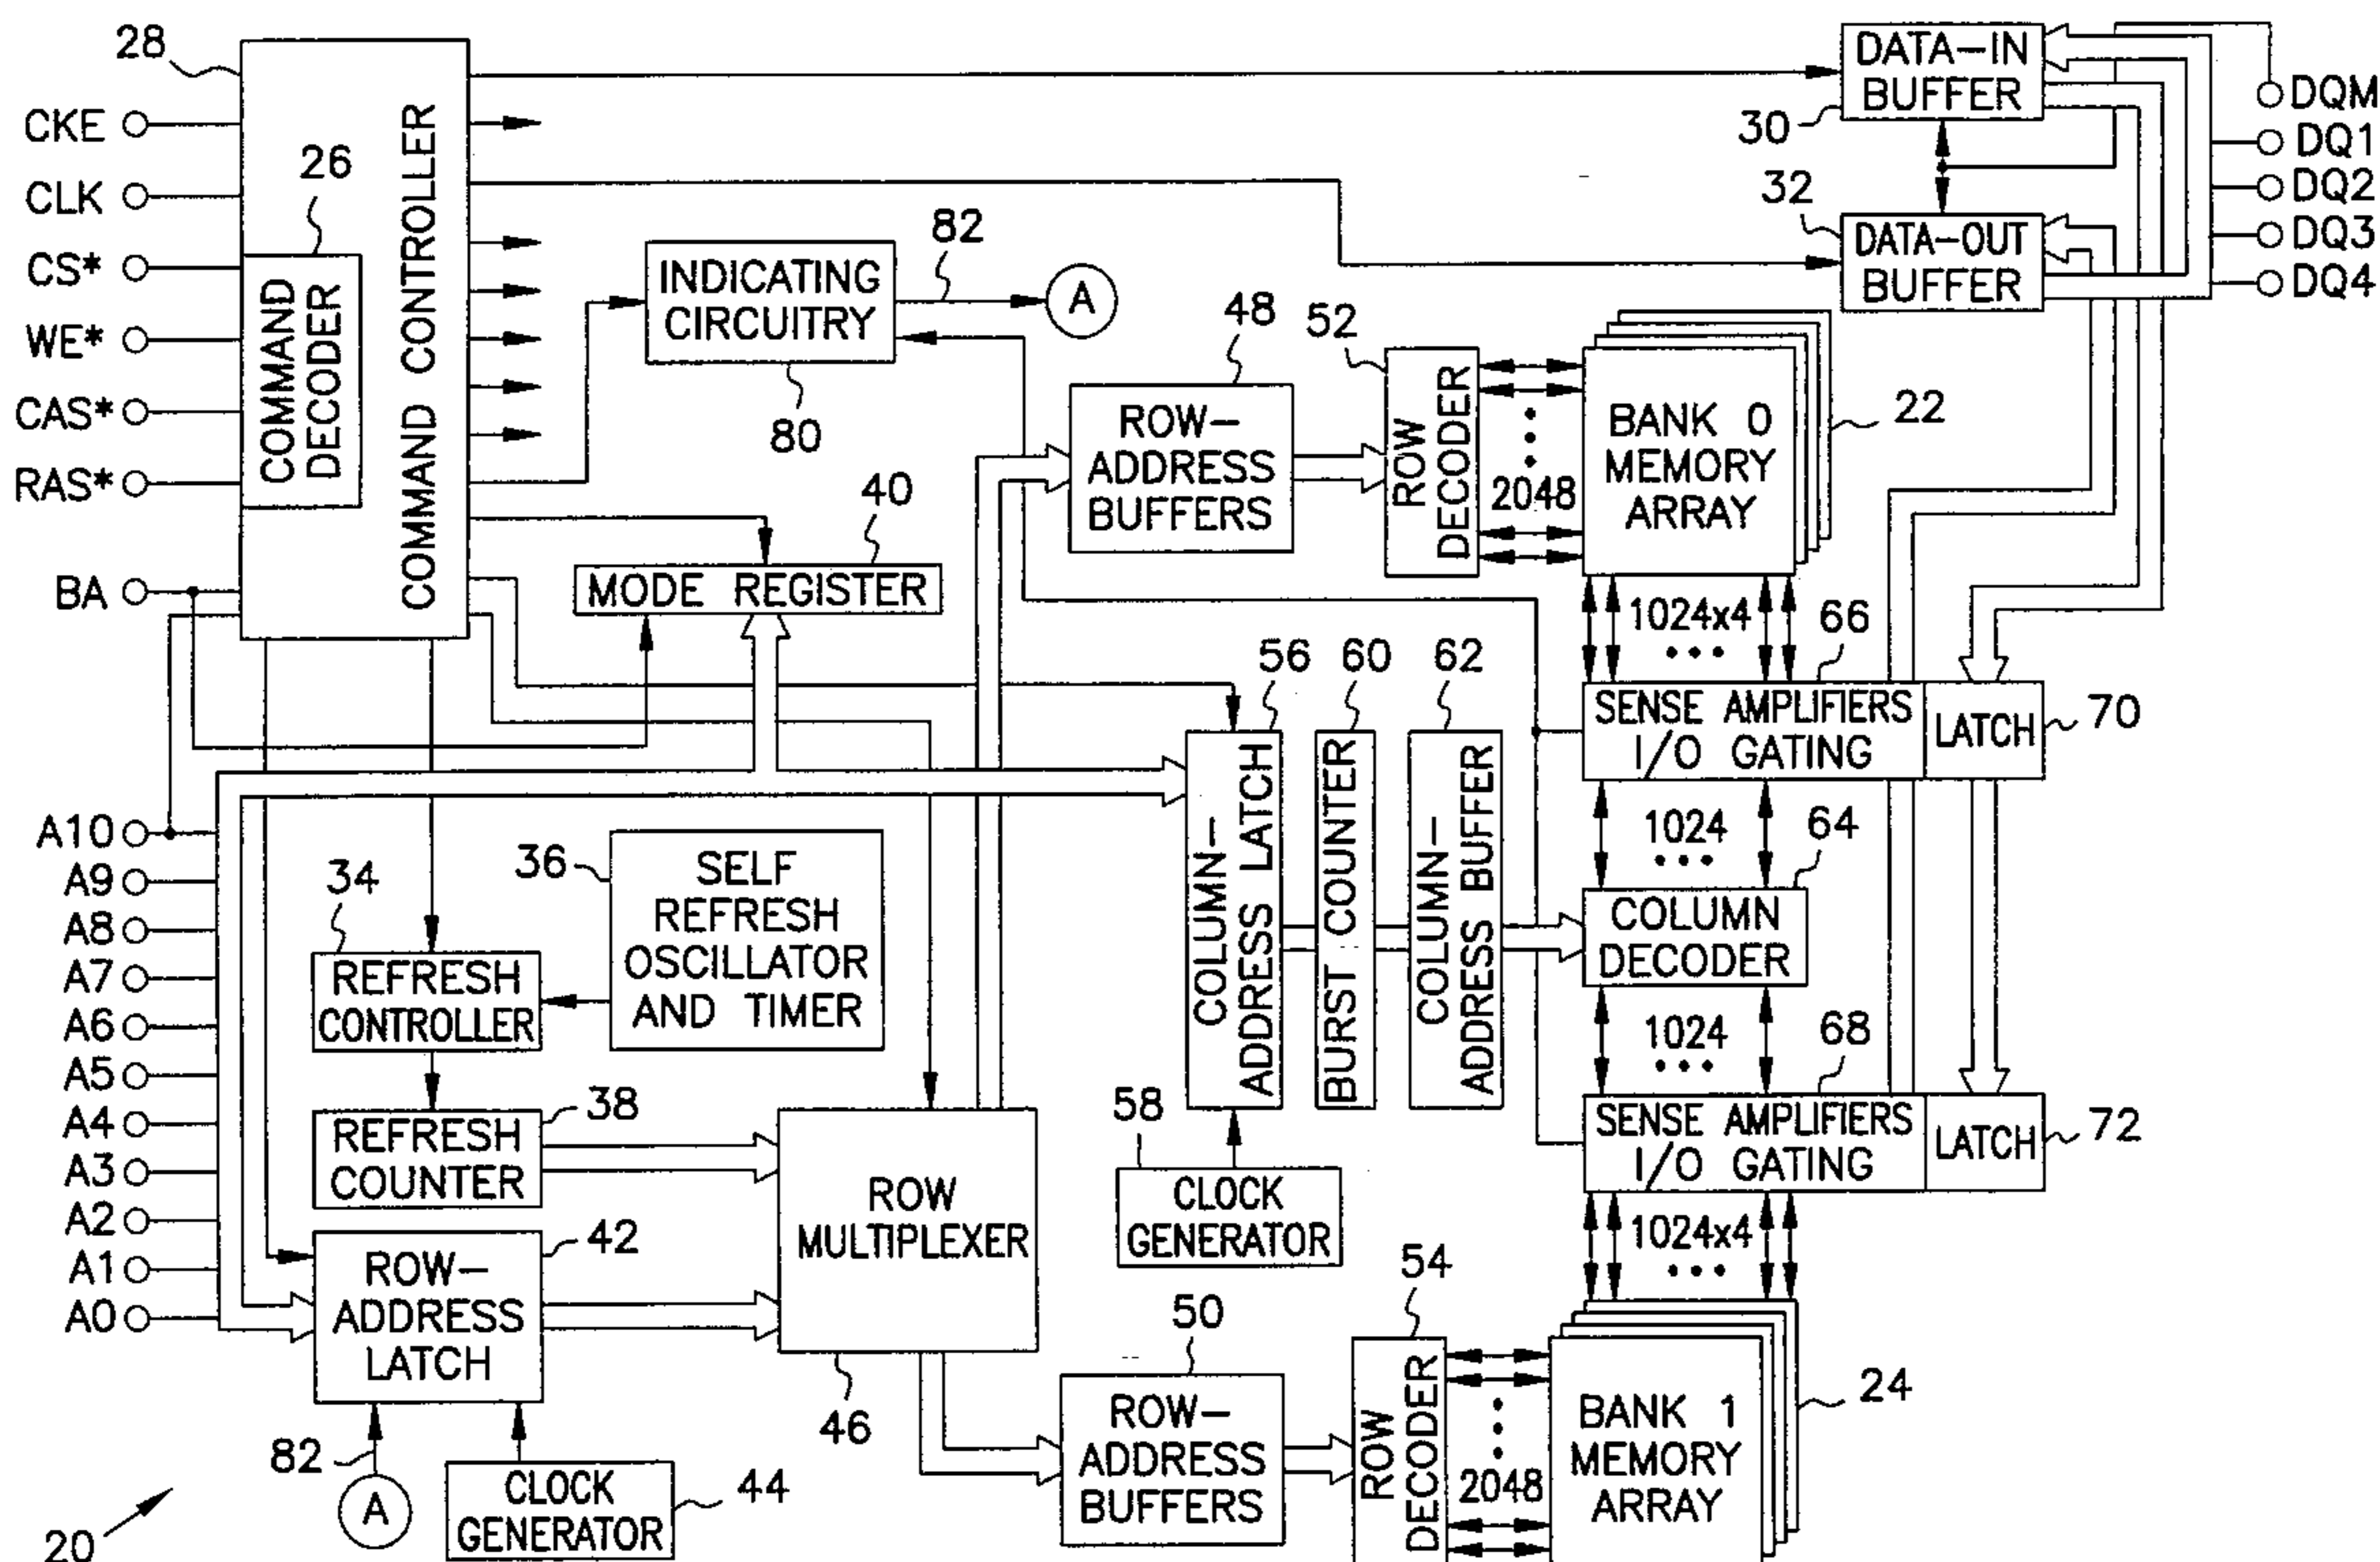 28
CKE
CLK
CS*
WE*
CAS*
RAS*
BA
26
COMMAND
DECODER
COMMAND CONTROLLER
INDICATING
CIRCUITRY
80
82
A
40
MODE REGISTER
DATA-IN
BUFFER
30
32
DATA-OUT
BUFFER
DQM
DQ1
DQ2
DQ3
DQ4
48
ROW-
ADDRESS
BUFFERS
52
ROW
DECODER
2048
BANK 0
MEMORY
ARRAY
22
1024x4
66
SENSE AMPLIFIERS
I/O GATING
LATCH
70
1024
64
COLUMN
DECODER
1024
68
SENSE AMPLIFIERS
I/O GATING
LATCH
72
1024x4
56
COLUMN-
ADDRESS LATCH
60
BURST COUNTER
62
COLUMN-
ADDRESS BUFFER
58
CLOCK
GENERATOR
A10
A9
A8
A7
A6
A5
A4
A3
A2
A1
A0
34
REFRESH
CONTROLLER
36
SELF
REFRESH
OSCILLATOR
AND TIMER
38
REFRESH
COUNTER
42
ROW-
ADDRESS
LATCH
ROW
MULTIPLEXER
46
82
A
CLOCK
GENERATOR
44
20
50
ROW-
ADDRESS
BUFFERS
54
ROW
DECODER
2048
BANK 1
MEMORY
ARRAY
24